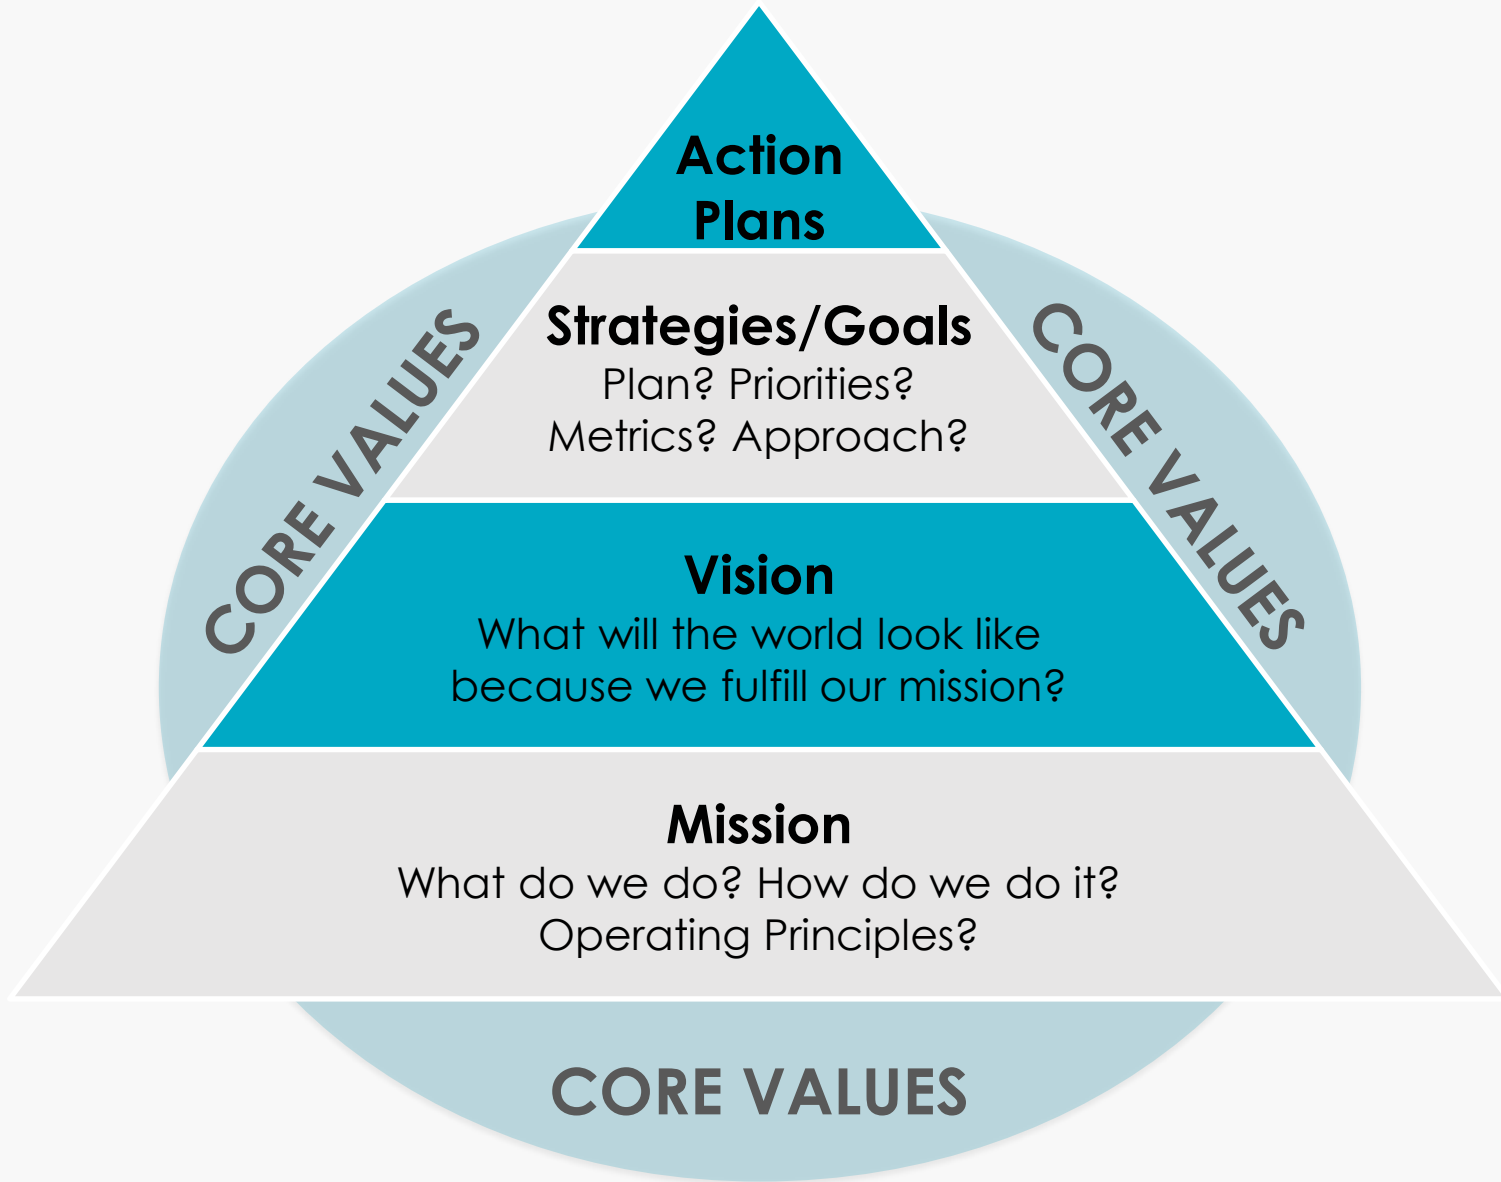 Action
Plans
Strategies/Goals
Plan? Priorities?
Metrics? Approach?
CORE VALUES
CORE VALUES
Vision
What will the world look like
because we fulfill our mission?
Mission
What do we do? How do we do it?
Operating Principles?
CORE VALUES